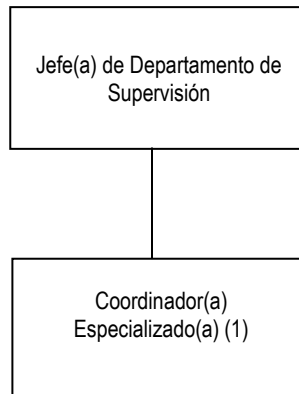 Jefe(a) de Departamento de
Supervisión
Coordinador(a)
Especializado(a) (1)